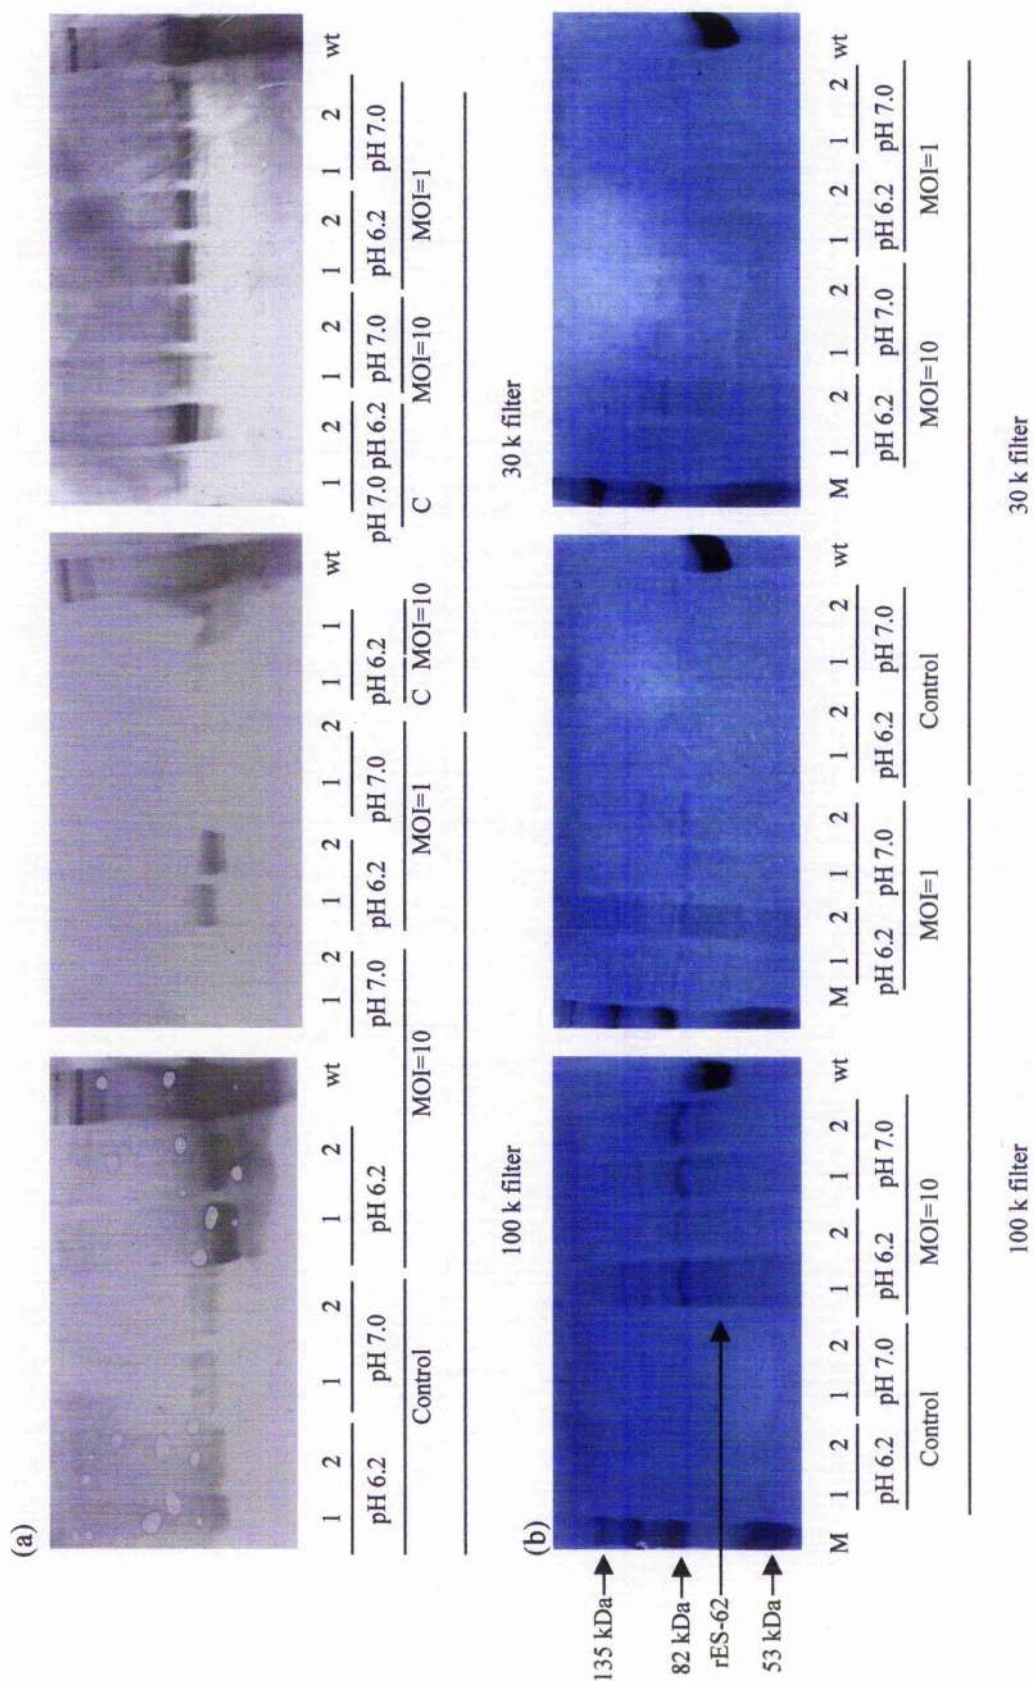 (a)
1 2 1 2 1 2 wt 1 2 1 2 1 2 1 1 wt 1 2 1 2 1 2 1 2 wt
pH 6.2 pH 7.0 pH 6.2 pH 7.0 pH 6.2 pH 7.0 pH 6.2 pH 7.0 pH 6.2 pH 7.0 pH 6.2 pH 7.0
Control MOI=10 MOI=1 C MOI=10 C MOI=10 MOI=1
100 k filter 30 k filter
(b)
135 kDa
82 kDa
rES-62
53 kDa
M 1 2 1 2 1 2 1 2 wt M 1 2 1 2 1 2 1 2 wt M 1 2 1 2 1 2 1 2 wt
pH 6.2 pH 7.0 pH 6.2 pH 7.0 pH 6.2 pH 7.0 pH 6.2 pH 7.0 pH 6.2 pH 7.0 pH 6.2 pH 7.0
Control MOI=10 MOI=1 Control MOI=10 MOI=1
100 k filter 30 k filter